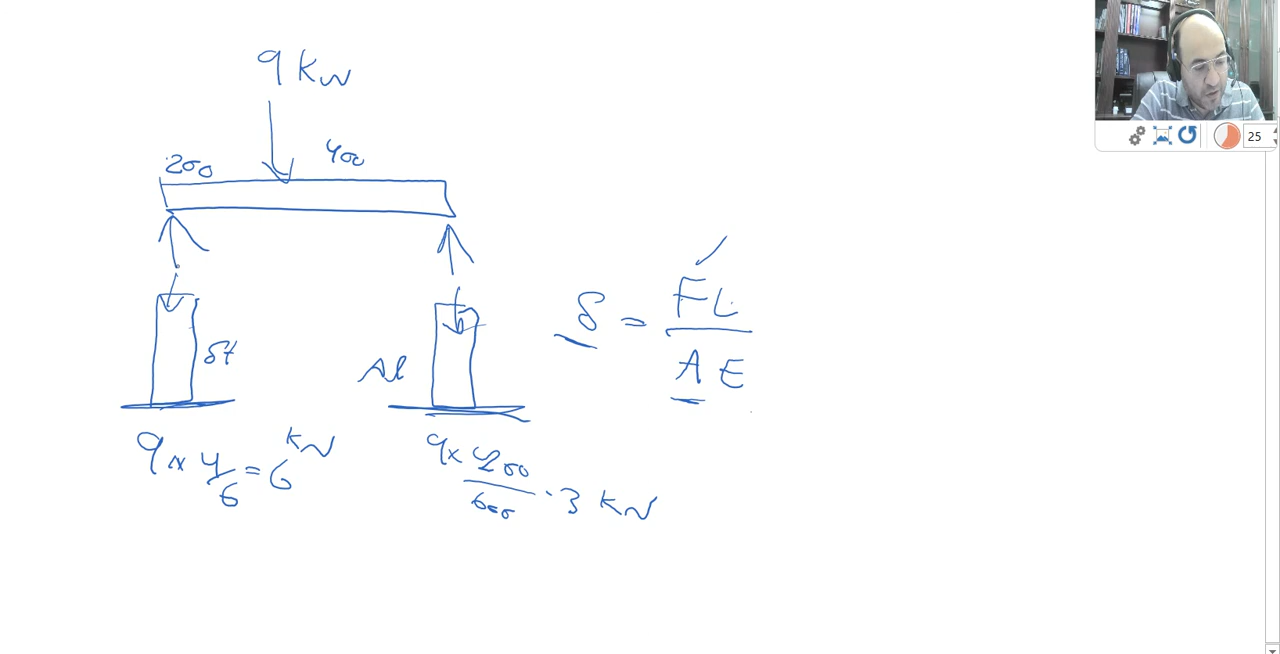 9 KN
200
400
St
Al
δ = FL / AE
9 × 4/6 = 6 KN
9 × 200/600 · 3 KN
25